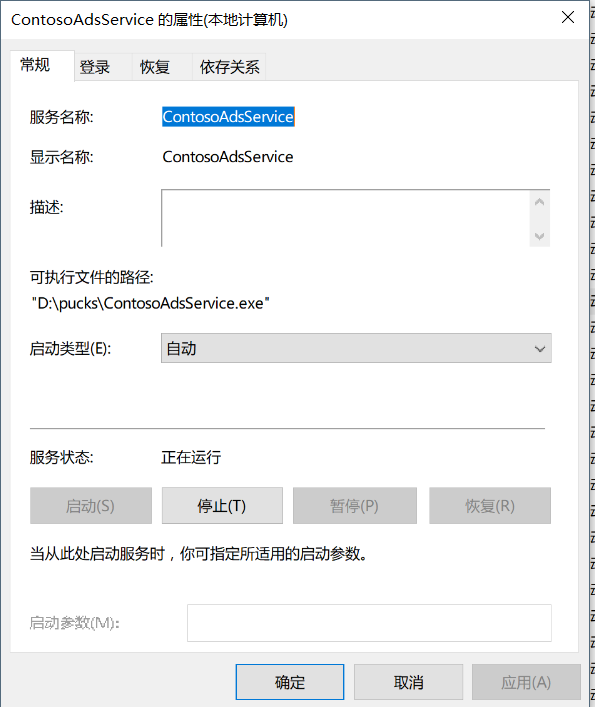 ContosoAdsService 的属性(本地计算机)
常规 登录 恢复 依存关系
服务名称: ContosoAdsService
显示名称: ContosoAdsService
描述:
可执行文件的路径:
"D:\pucks\ContosoAdsService.exe"
启动类型(E): 自动
服务状态: 正在运行
启动(S) 停止(T) 暂停(P) 恢复(R)
当从此处启动服务时，你可指定所适用的启动参数。
启动参数(M):
确定 取消 应用(A)